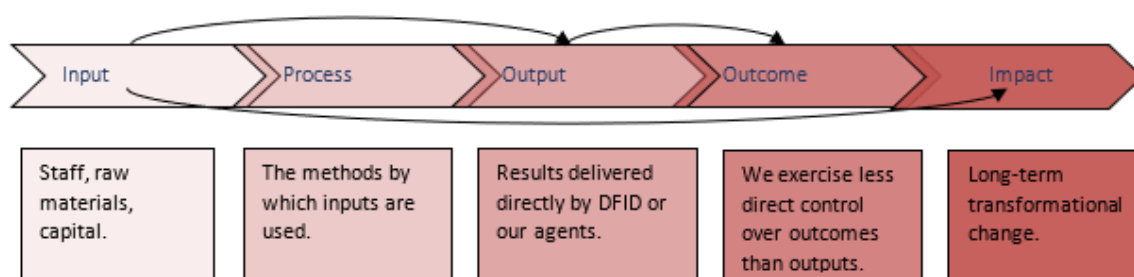 Input
Process
Output
Outcome
Impact
Staff, raw
materials,
capital.
The methods by
which inputs are
used.
Results delivered
directly by DFID or
our agents.
We exercise less
direct control
over outcomes
than outputs.
Long-term
transformational
change.